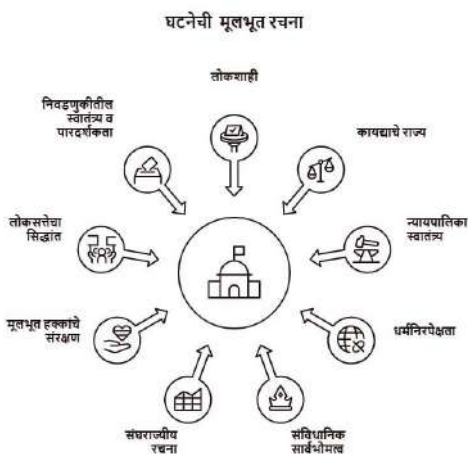 घटनेची मूलभूत रचना
लोकशाही
कायद्याचे राज्य
न्यायपालिका
स्वातंत्र्य
धर्मनिरपेक्षता
संविधानिक
सार्वभौमत्व
संघराज्यीय
रचना
मूलभूत हक्कांचे
संरक्षण
लोकसत्तेचा
सिद्धांत
निवडणुकीतील
स्वातंत्र्य व
पारदर्शकता